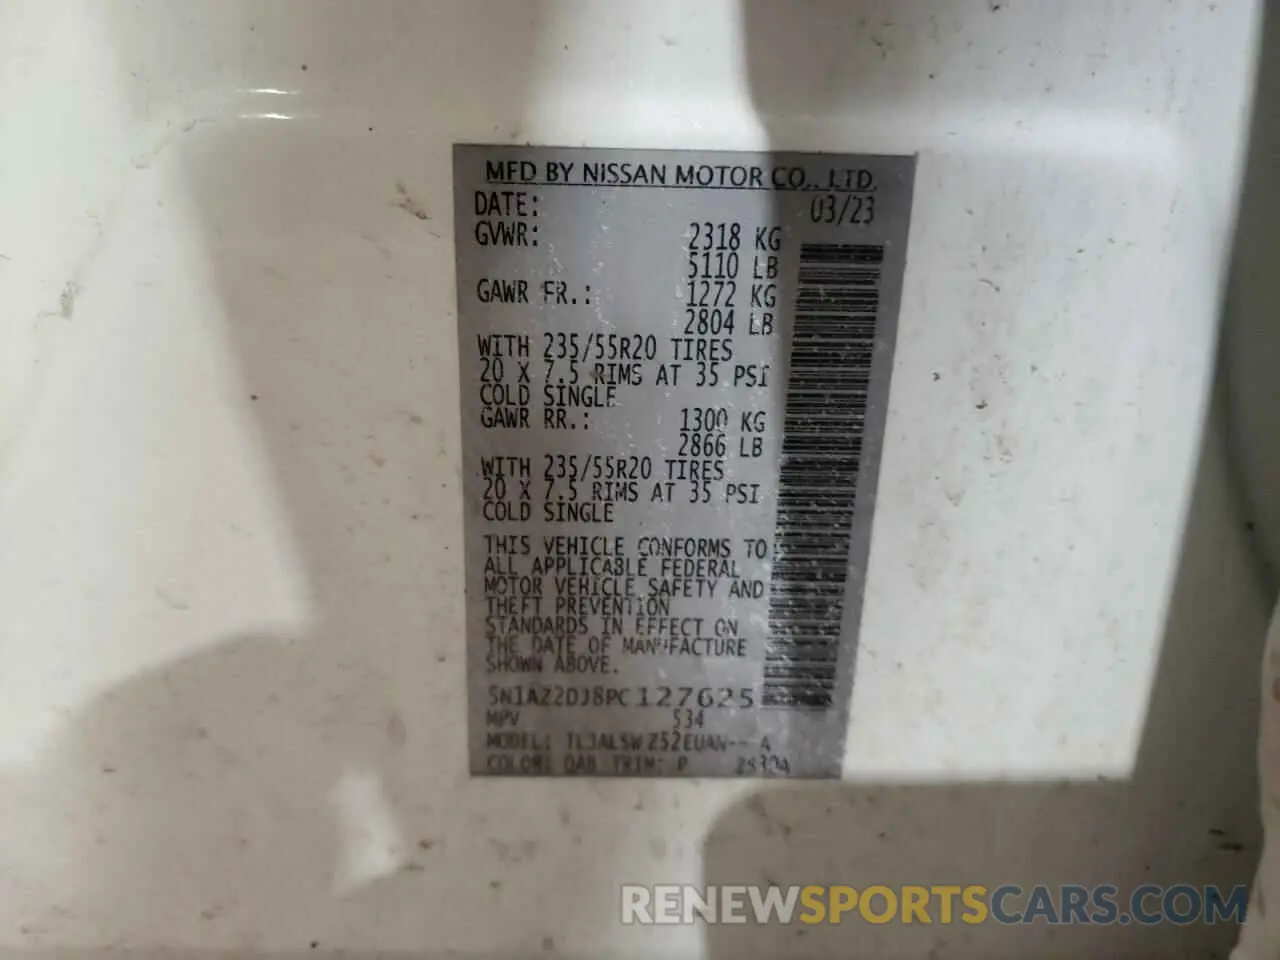 MFD BY NISSAN MOTOR CO., LTD.
DATE: 03/23
GVWR: 2318 KG
5110 LB
GAWR FR.: 1272 KG
2804 LB
WITH 235/55R20 TIRES
20 X 7.5 RIMS AT 35 PSI
COLD SINGLE
GAWR RR.: 1300 KG
2866 LB
WITH 235/55R20 TIRES
20 X 7.5 RIMS AT 35 PSI
COLD SINGLE
THIS VEHICLE CONFORMS TO
ALL APPLICABLE FEDERAL
MOTOR VEHICLE SAFETY AND
THEFT PREVENTION
STANDARDS IN EFFECT ON
THE DATE OF MANUFACTURE
SHOWN ABOVE.
5N1AZ2DJ8PC127625
MPV 534
MODEL: TL3ALSWZ52EUAN-- A
COLOR: QAB TRIM: P
RENEWSPORTSCARS.COM